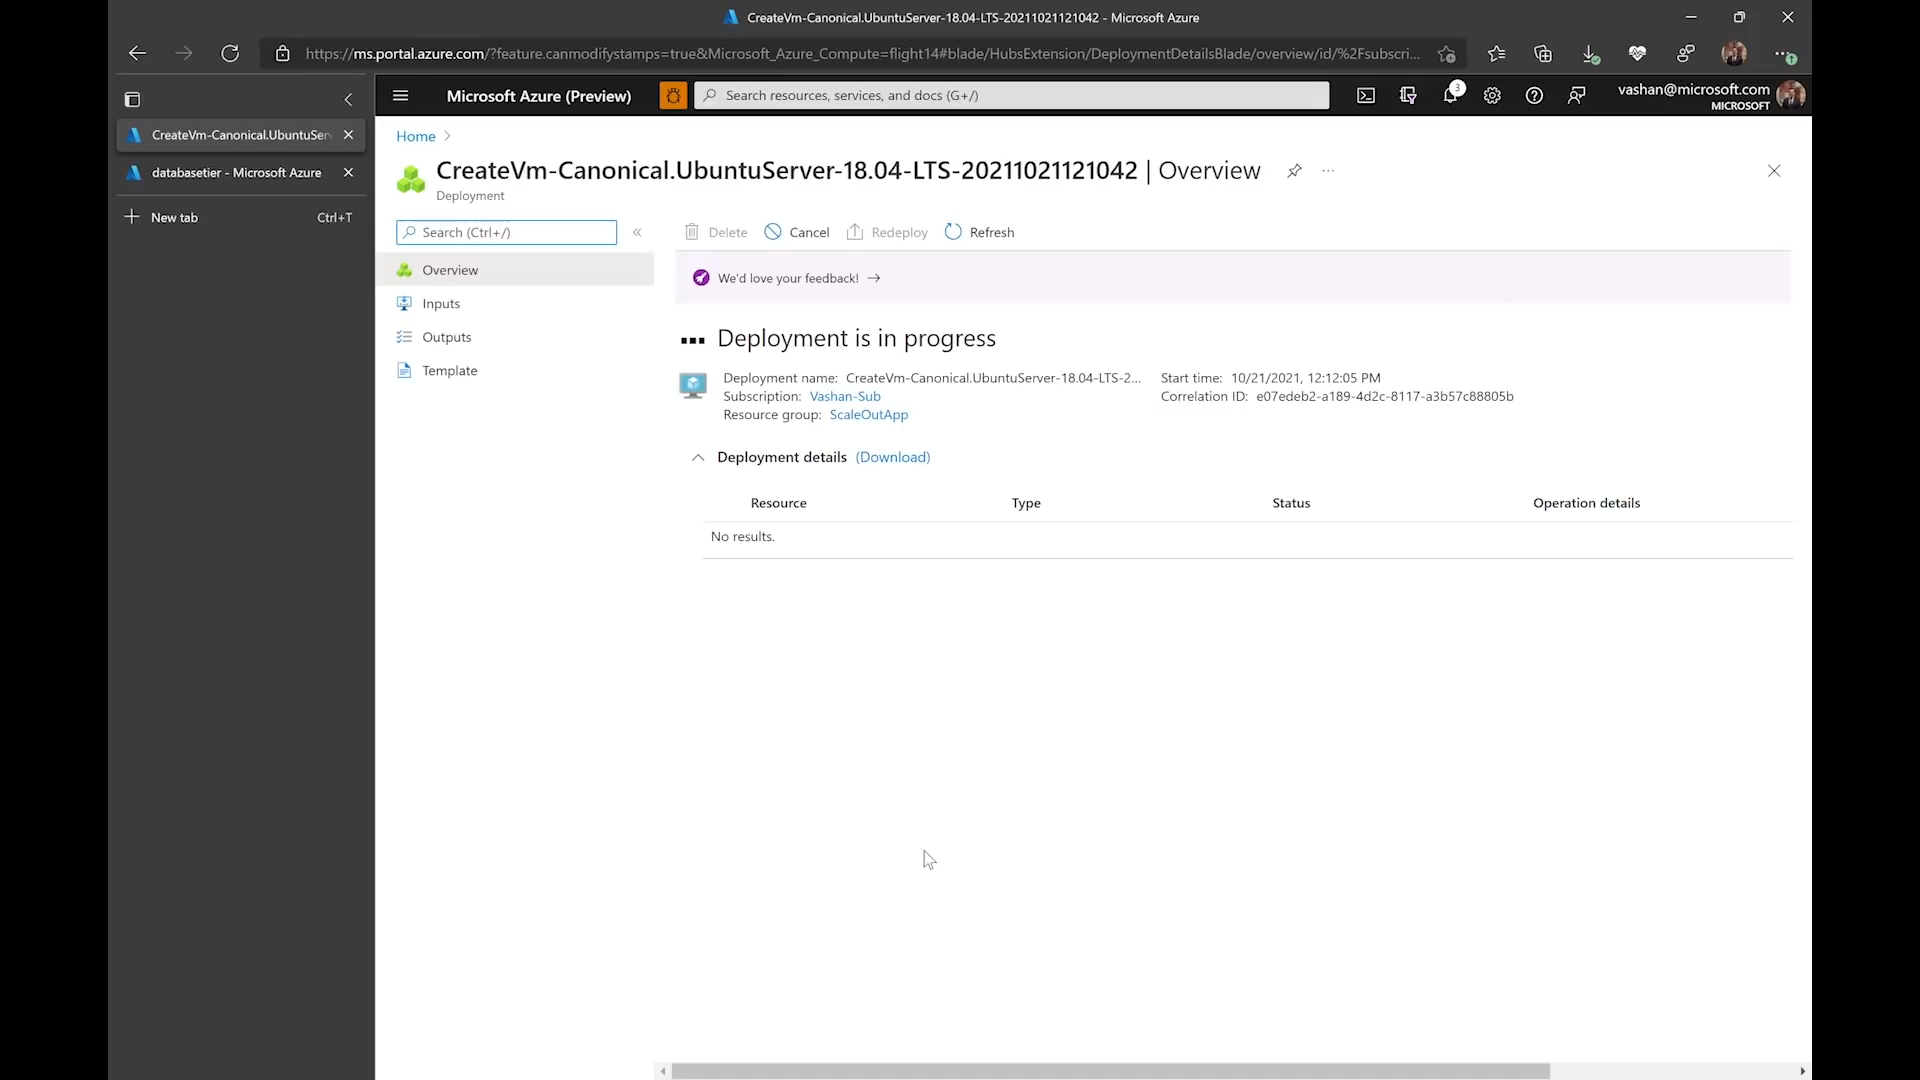 CreateVm-Canonical.UbuntuServer-18.04-LTS-20211021121042 - Microsoft Azure
https://ms.portal.azure.com/?feature.canmodifystamps=true&Microsoft_Azure_Compute=flight14#blade/HubsExtension/DeploymentDetailsBlade/overview/id/%2Fsubscri...
Microsoft Azure (Preview)
Search resources, services, and docs (G+/)
3
vashan@microsoft.com
MICROSOFT
CreateVm-Canonical.UbuntuSer
databasetier - Microsoft Azure
New tab Ctrl+T
Home
CreateVm-Canonical.UbuntuServer-18.04-LTS-20211021121042 | Overview
Deployment
Search (Ctrl+/)
Overview
Inputs
Outputs
Template
Delete Cancel Redeploy Refresh
We'd love your feedback! →
Deployment is in progress
Deployment name: CreateVm-Canonical.UbuntuServer-18.04-LTS-2...
Subscription: Vashan-Sub
Resource group: ScaleOutApp
Start time: 10/21/2021, 12:12:05 PM
Correlation ID: e07edeb2-a189-4d2c-8117-a3b57c88805b
Deployment details (Download)
Resource Type Status Operation details
No results.